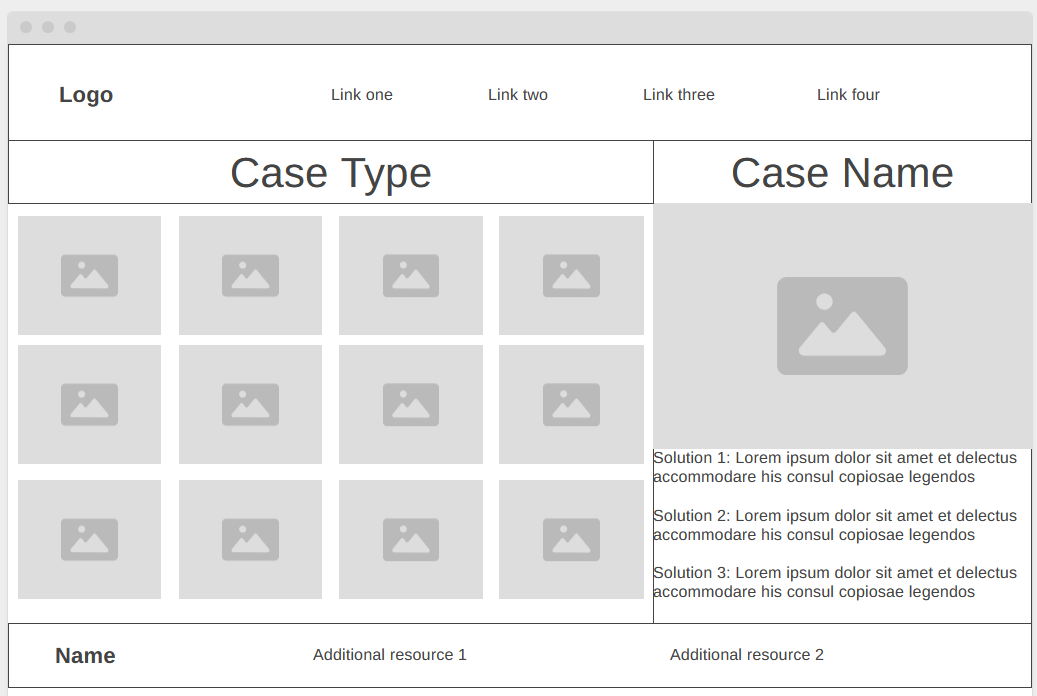 Logo
Link one
Link two
Link three
Link four
Case Type
Case Name
Solution 1: Lorem ipsum dolor sit amet et delectus
accommodare his consul copiosae legendos
Solution 2: Lorem ipsum dolor sit amet et delectus
accommodare his consul copiosae legendos
Solution 3: Lorem ipsum dolor sit amet et delectus
accommodare his consul copiosae legendos
Name
Additional resource 1
Additional resource 2